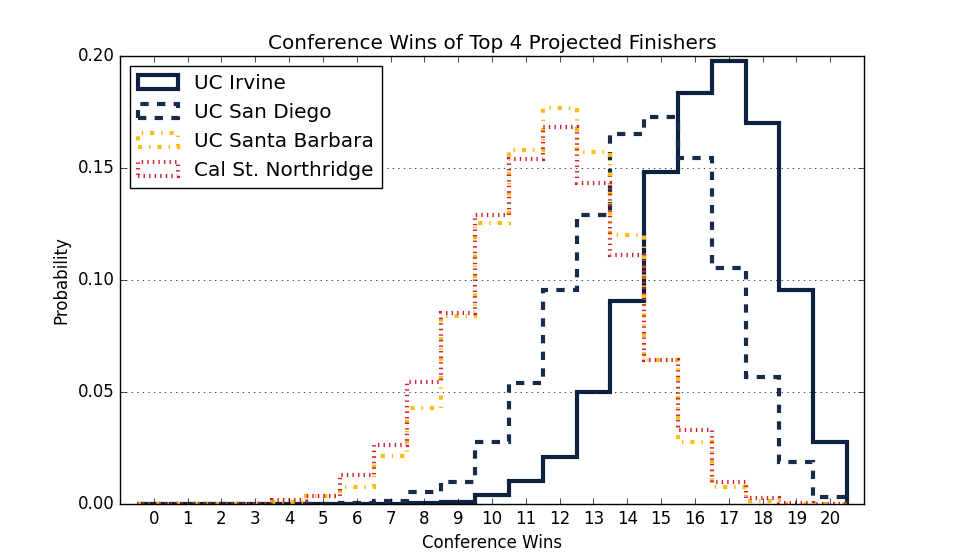 Conference Wins of Top 4 Projected Finishers
UC Irvine
UC San Diego
UC Santa Barbara
Cal St. Northridge
Probability
0.20
0.15
0.10
0.05
0.00
0 1 2 3 4 5 6 7 8 9 10 11 12 13 14 15 16 17 18 19 20
Conference Wins